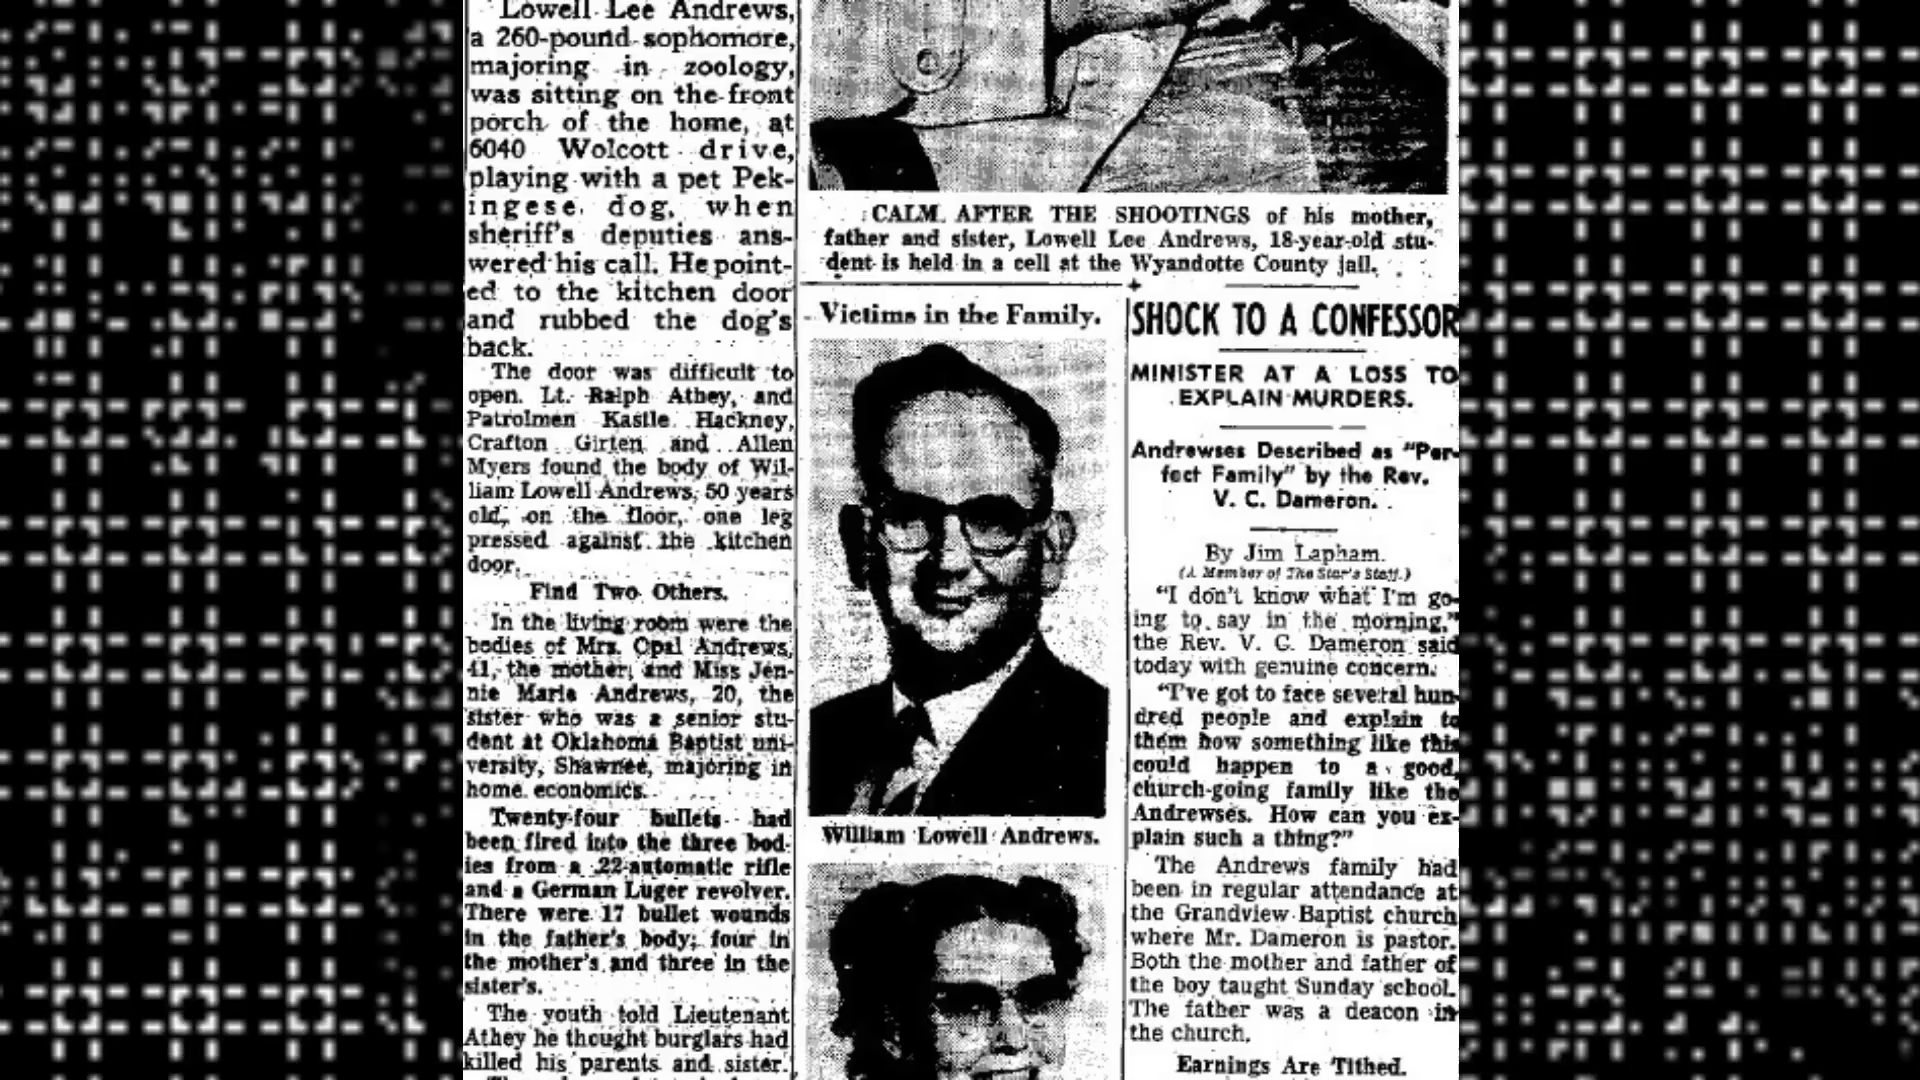 Lowell Lee Andrews,
a 260-pound sophomore,
majoring in zoology,
was sitting on the front
porch of the home, at
6040 Wolcott drive,
playing with a pet Pek-
ingese dog, when
sheriff's deputies ans-
wered his call. He point-
ed to the kitchen door
and rubbed the dog's
back.
The door was difficult to
open. Lt. Ralph Athey, and
Patrolmen Kastle Hackney,
Crafton Girten and Allen
Myers found the body of Wil-
liam Lowell Andrews, 50 years
old, on the floor, one leg
pressed against the kitchen
door.
Find Two Others.
In the living room were the
bodies of Mrs. Opal Andrews,
41, the mother, and Miss Jen-
nie Marie Andrews, 20, the
sister who was a senior stu-
dent at Oklahoma Baptist uni-
versity, Shawnee, majoring in
home economics.
Twenty-four bullets had
been fired into the three bod-
ies from a .22-automatic rifle
and a German Luger revolver.
There were 17 bullet wounds
in the father's body; four in
the mother's and three in the
sister's.
The youth told Lieutenant
Athey he thought burglars had
killed his parents and sister.
CALM AFTER THE SHOOTINGS of his mother,
father and sister, Lowell Lee Andrews, 18-year-old stu-
dent is held in a cell at the Wyandotte County jail.
Victims in the Family.
William Lowell Andrews.
SHOCK TO A CONFESSOR
MINISTER AT A LOSS TO
EXPLAIN MURDERS.
Andrewses Described as "Per-
fect Family" by the Rev.
V. C. Dameron.
By Jim Lapham.
(A Member of The Star's Staff.)
"I don't know what I'm go-
ing to say in the morning,"
the Rev. V. C. Dameron said
today with genuine concern.
"I've got to face several hun-
dred people and explain to
them how something like this
could happen to a good,
church-going family like the
Andrewses. How can you ex-
plain such a thing?"
The Andrews family had
been in regular attendance at
the Grandview Baptist church
where Mr. Dameron is pastor.
Both the mother and father of
the boy taught Sunday school.
The father was a deacon in
the church.
Earnings Are Tithed.